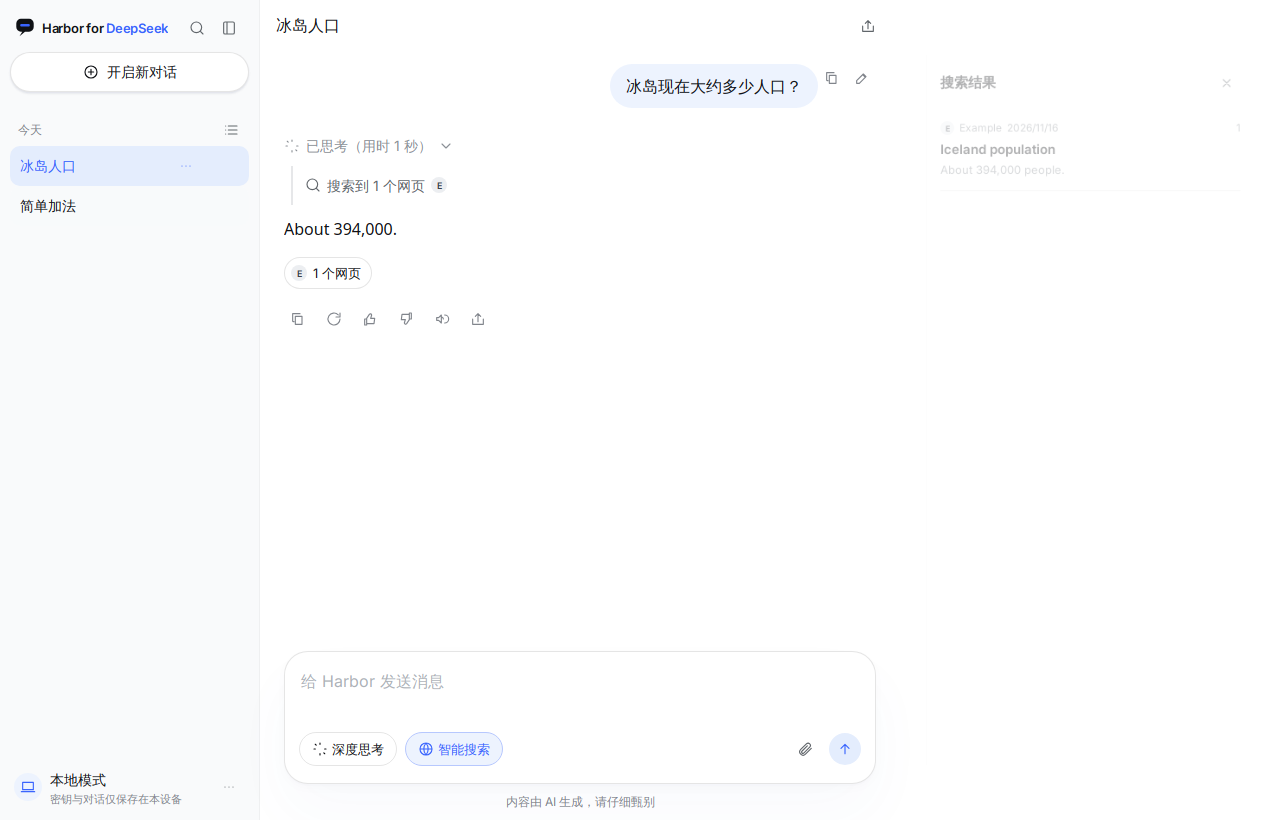 Harbor for DeepSeek
开启新对话
今天
冰岛人口
简单加法
本地模式
密钥与对话仅保存在本设备
冰岛人口
冰岛现在大约多少人口？
已思考（用时 1 秒）
搜索到 1 个网页 E
About 394,000.
E 1 个网页
给 Harbor 发送消息
深度思考 智能搜索
内容由 AI 生成，请仔细甄别
搜索结果
E Example 2026/11/16 1
Iceland population
About 394,000 people.